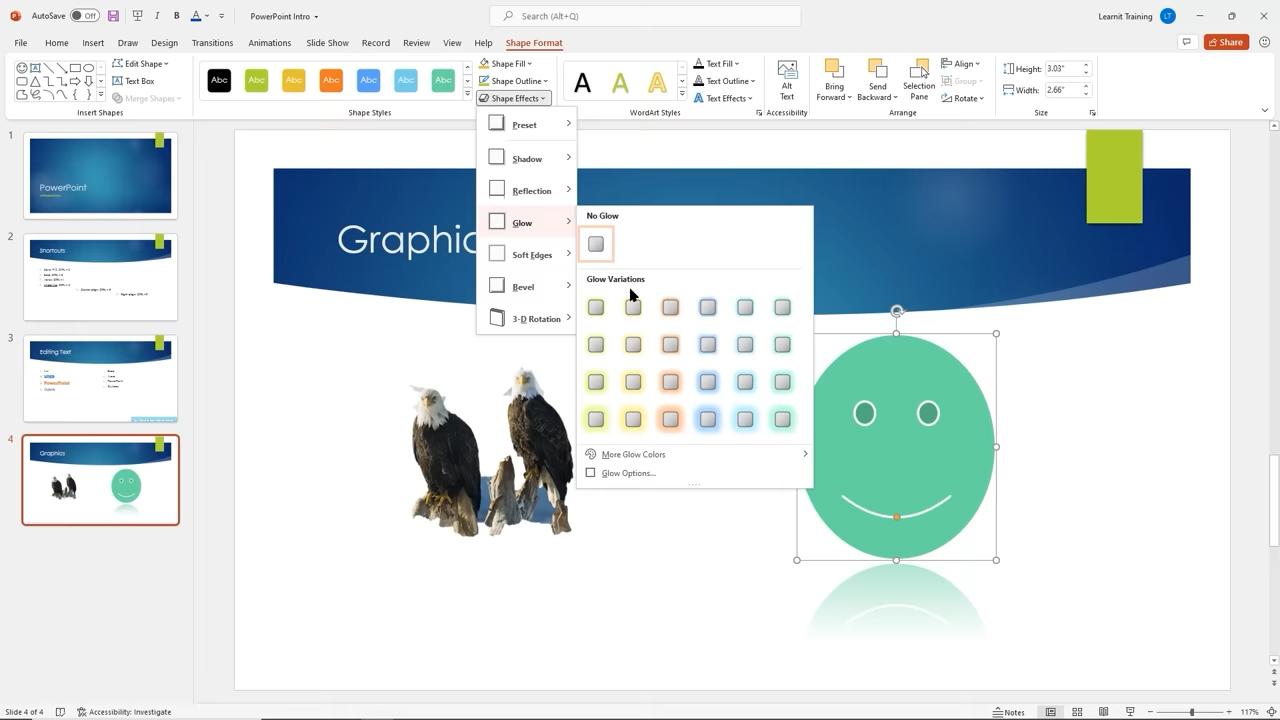 AutoSave Off
PowerPoint Intro
Search (Alt+Q)
Learnit Training LT
File Home Insert Draw Design Transitions Animations Slide Show Record Review View Help Shape Format
Share
Edit Shape
Text Box
Merge Shapes
Insert Shapes
Abc Abc Abc Abc Abc Abc Abc
Shape Styles
Shape Fill
Shape Outline
Shape Effects
A A A
Text Fill
Text Outline
Text Effects
WordArt Styles
Alt
Text
Accessibility
Bring
Forward
Send
Backward
Selection
Pane
Align
Group
Rotate
Arrange
Height: 3.03"
Width: 2.66"
Size
Preset
Shadow
Reflection
Glow
Soft Edges
Bevel
3-D Rotation
No Glow
Glow Variations
More Glow Colors
Glow Options...
1
PowerPoint
2
Shortcuts
3
Editing Text
PowerPoint
4
Graphics
Graphic
Slide 4 of 4
Accessibility: Investigate
Notes
117%